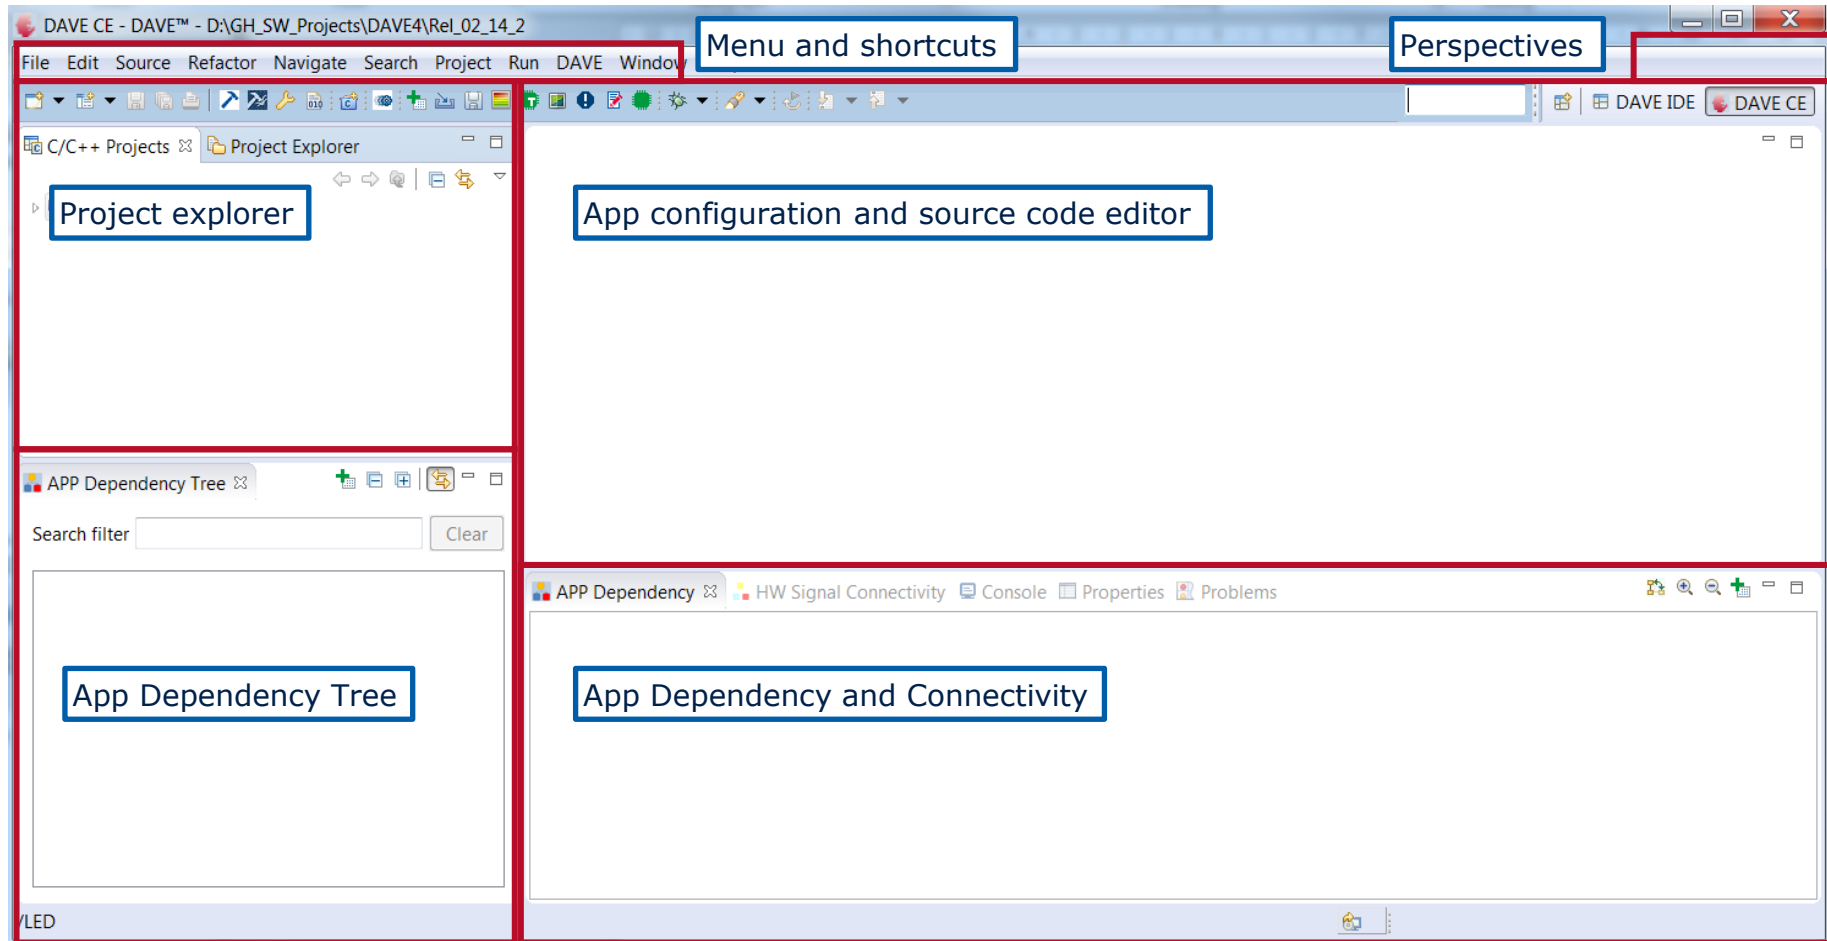 DAVE CE - DAVE™ - D:\GH_SW_Projects\DAVE4\Rel_02_14_2
Menu and shortcuts
Perspectives
File Edit Source Refactor Navigate Search Project Run DAVE Window
DAVE IDE DAVE CE
C/C++ Projects Project Explorer
Project explorer
App configuration and source code editor
APP Dependency Tree
Search filter Clear
APP Dependency HW Signal Connectivity Console Properties Problems
App Dependency Tree
App Dependency and Connectivity
/LED